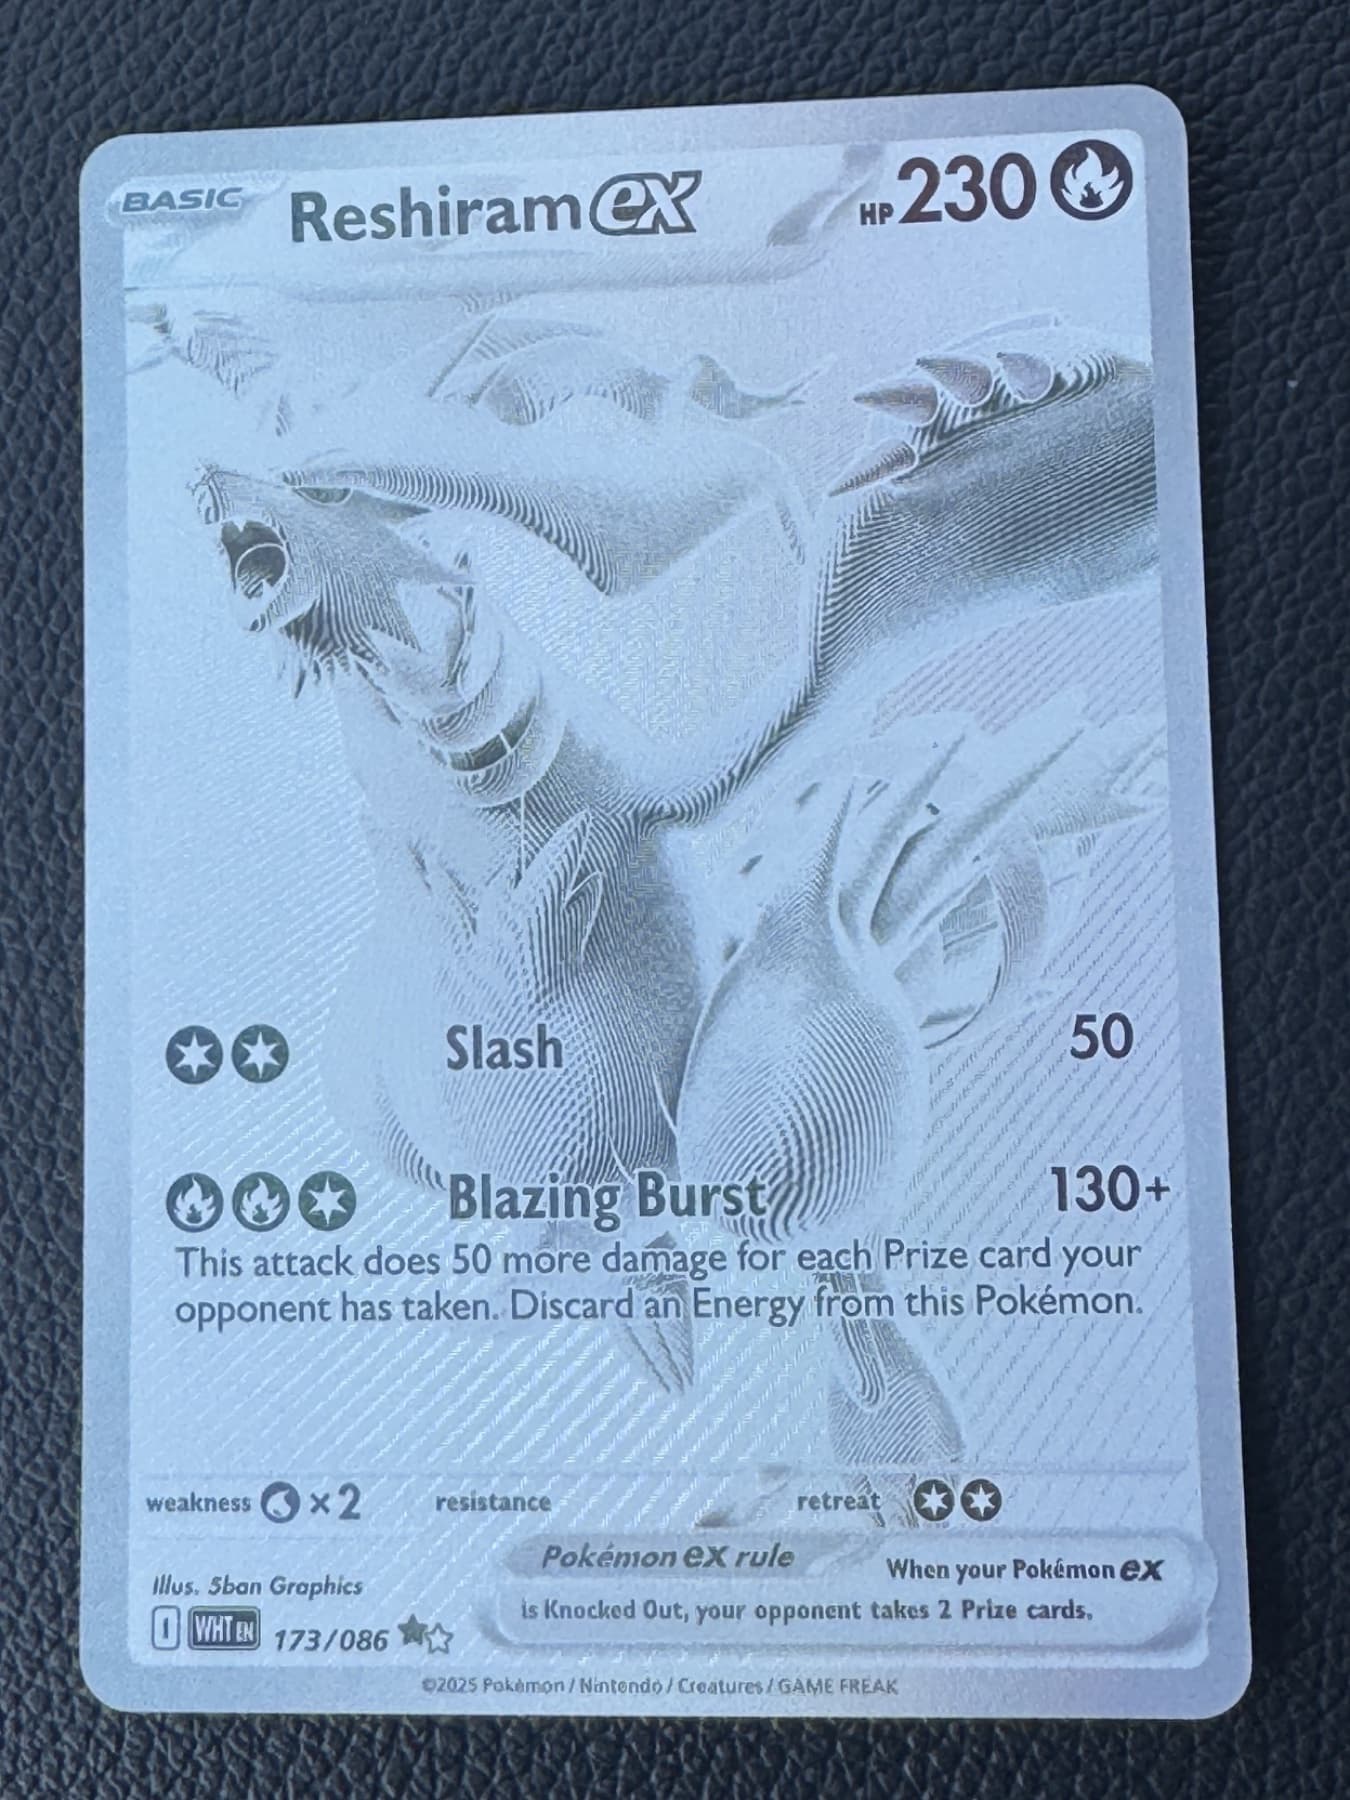 BASIC Reshiram ex HP 230
Slash 50
Blazing Burst 130+
This attack does 50 more damage for each Prize card your
opponent has taken. Discard an Energy from this Pokémon.
weakness ×2 resistance retreat
Pokémon ex rule When your Pokémon ex
is Knocked Out, your opponent takes 2 Prize cards.
Illus. 5ban Graphics
I WHT EN 173/086
©2025 Pokémon / Nintendo / Creatures / GAME FREAK